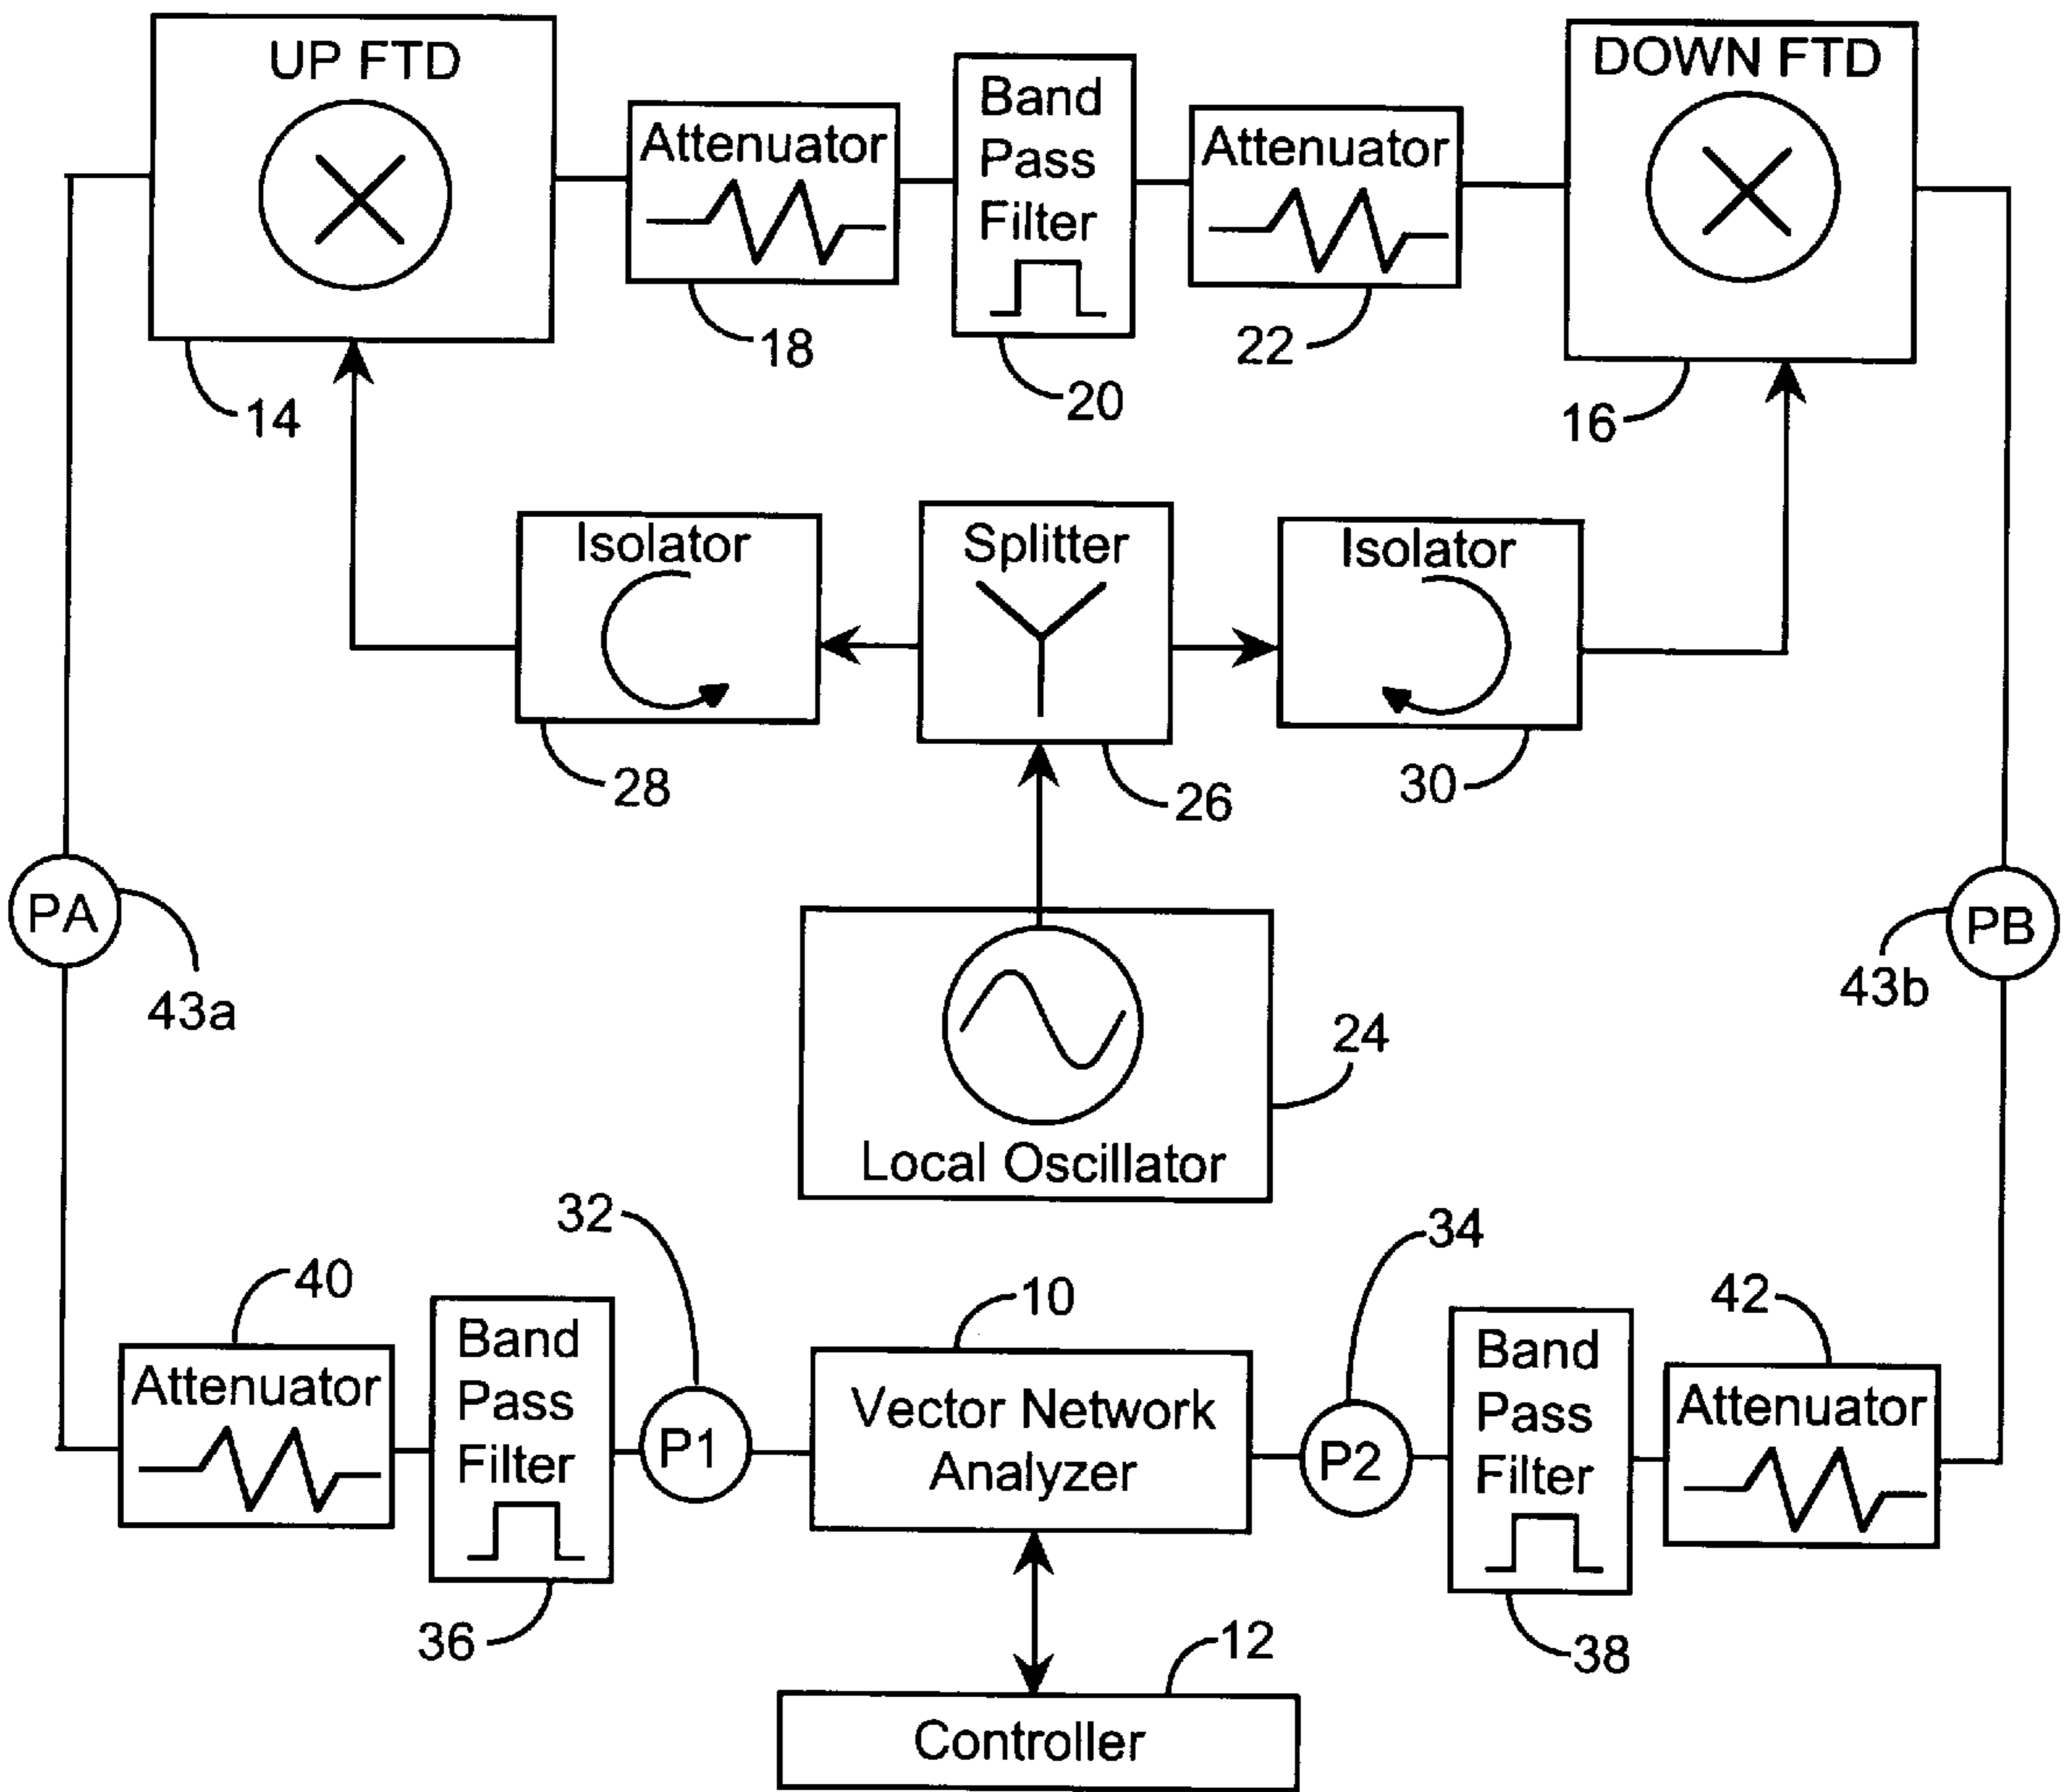 UP FTD
DOWN FTD
Attenuator
Band
Pass
Filter
Attenuator
14
18
20
22
16
Isolator
Splitter
Isolator
28
26
30
PA
43a
PB
43b
24
Local Oscillator
32
34
40
10
42
Attenuator
Band
Pass
Filter
P1
Vector Network
Analyzer
P2
Band
Pass
Filter
Attenuator
36
38
12
Controller